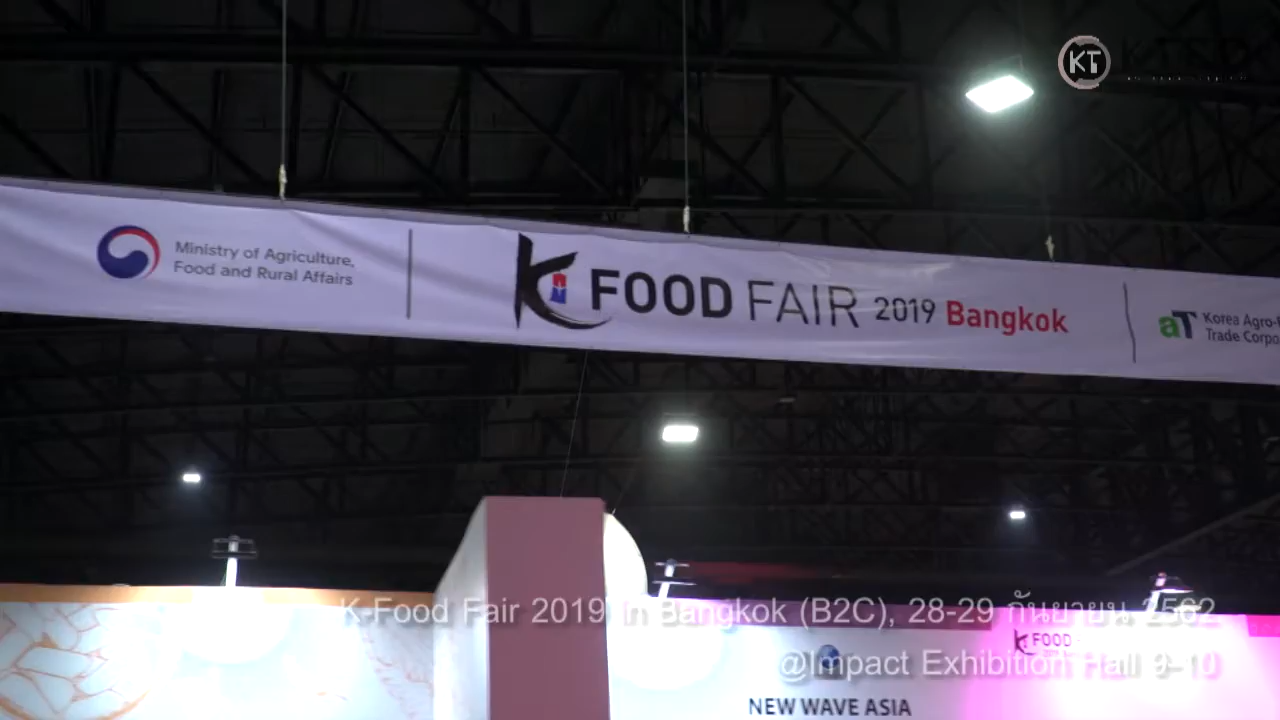 KT
Ministry of Agriculture,
Food and Rural Affairs
K FOOD FAIR 2019 Bangkok
aT
Korea Agro-
Trade Corpo
K-Food Fair 2019 in Bangkok (B2C), 28-29 กันยายน 2562
K FOOD
@Impact Exhibition Hall 9-10
NEW WAVE ASIA